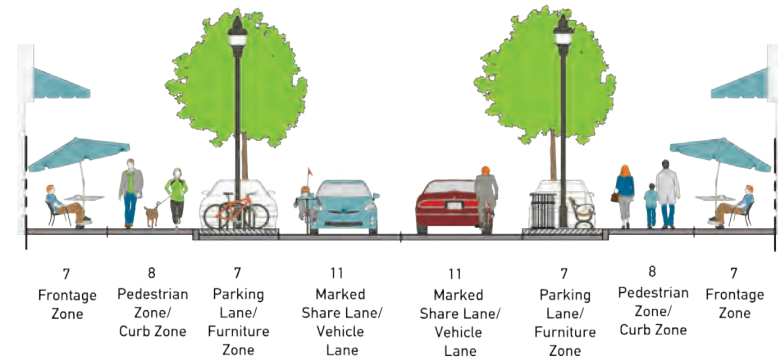 7
Frontage
Zone
8
Pedestrian
Zone/
Curb Zone
7
Parking
Lane/
Furniture
Zone
11
Marked
Share Lane/
Vehicle
Lane
11
Marked
Share Lane/
Vehicle
Lane
7
Parking
Lane/
Furniture
Zone
8
Pedestrian
Zone/
Curb Zone
7
Frontage
Zone